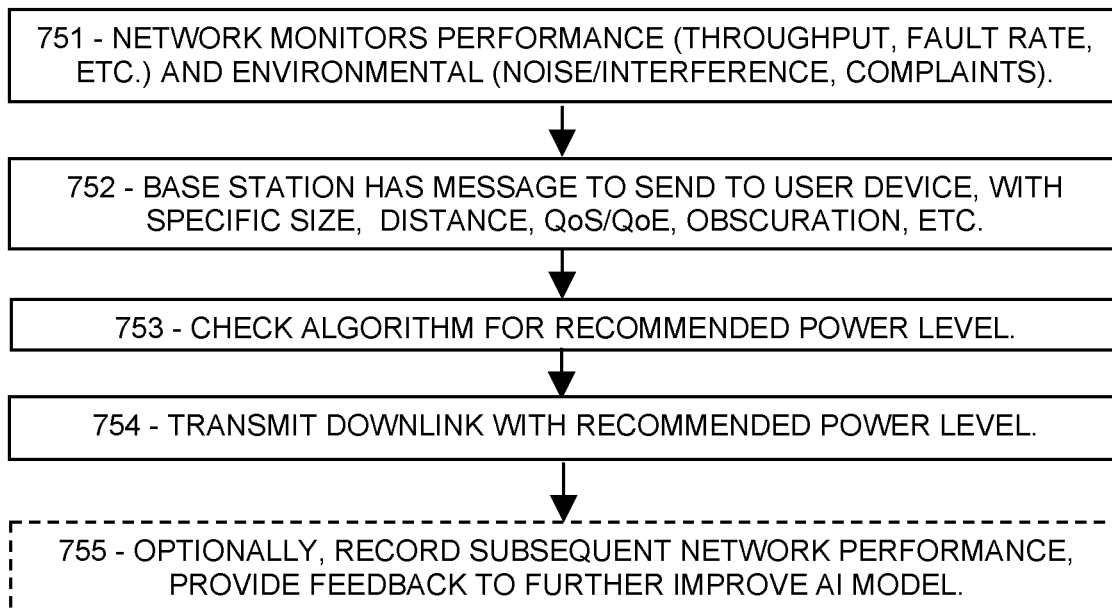 751 - NETWORK MONITORS PERFORMANCE (THROUGHPUT, FAULT RATE,
ETC.) AND ENVIRONMENTAL (NOISE/INTERFERENCE, COMPLAINTS).
752 - BASE STATION HAS MESSAGE TO SEND TO USER DEVICE, WITH
SPECIFIC SIZE, DISTANCE, QoS/QoE, OBSCURATION, ETC.
753 - CHECK ALGORITHM FOR RECOMMENDED POWER LEVEL.
754 - TRANSMIT DOWNLINK WITH RECOMMENDED POWER LEVEL.
755 - OPTIONALLY, RECORD SUBSEQUENT NETWORK PERFORMANCE,
PROVIDE FEEDBACK TO FURTHER IMPROVE AI MODEL.